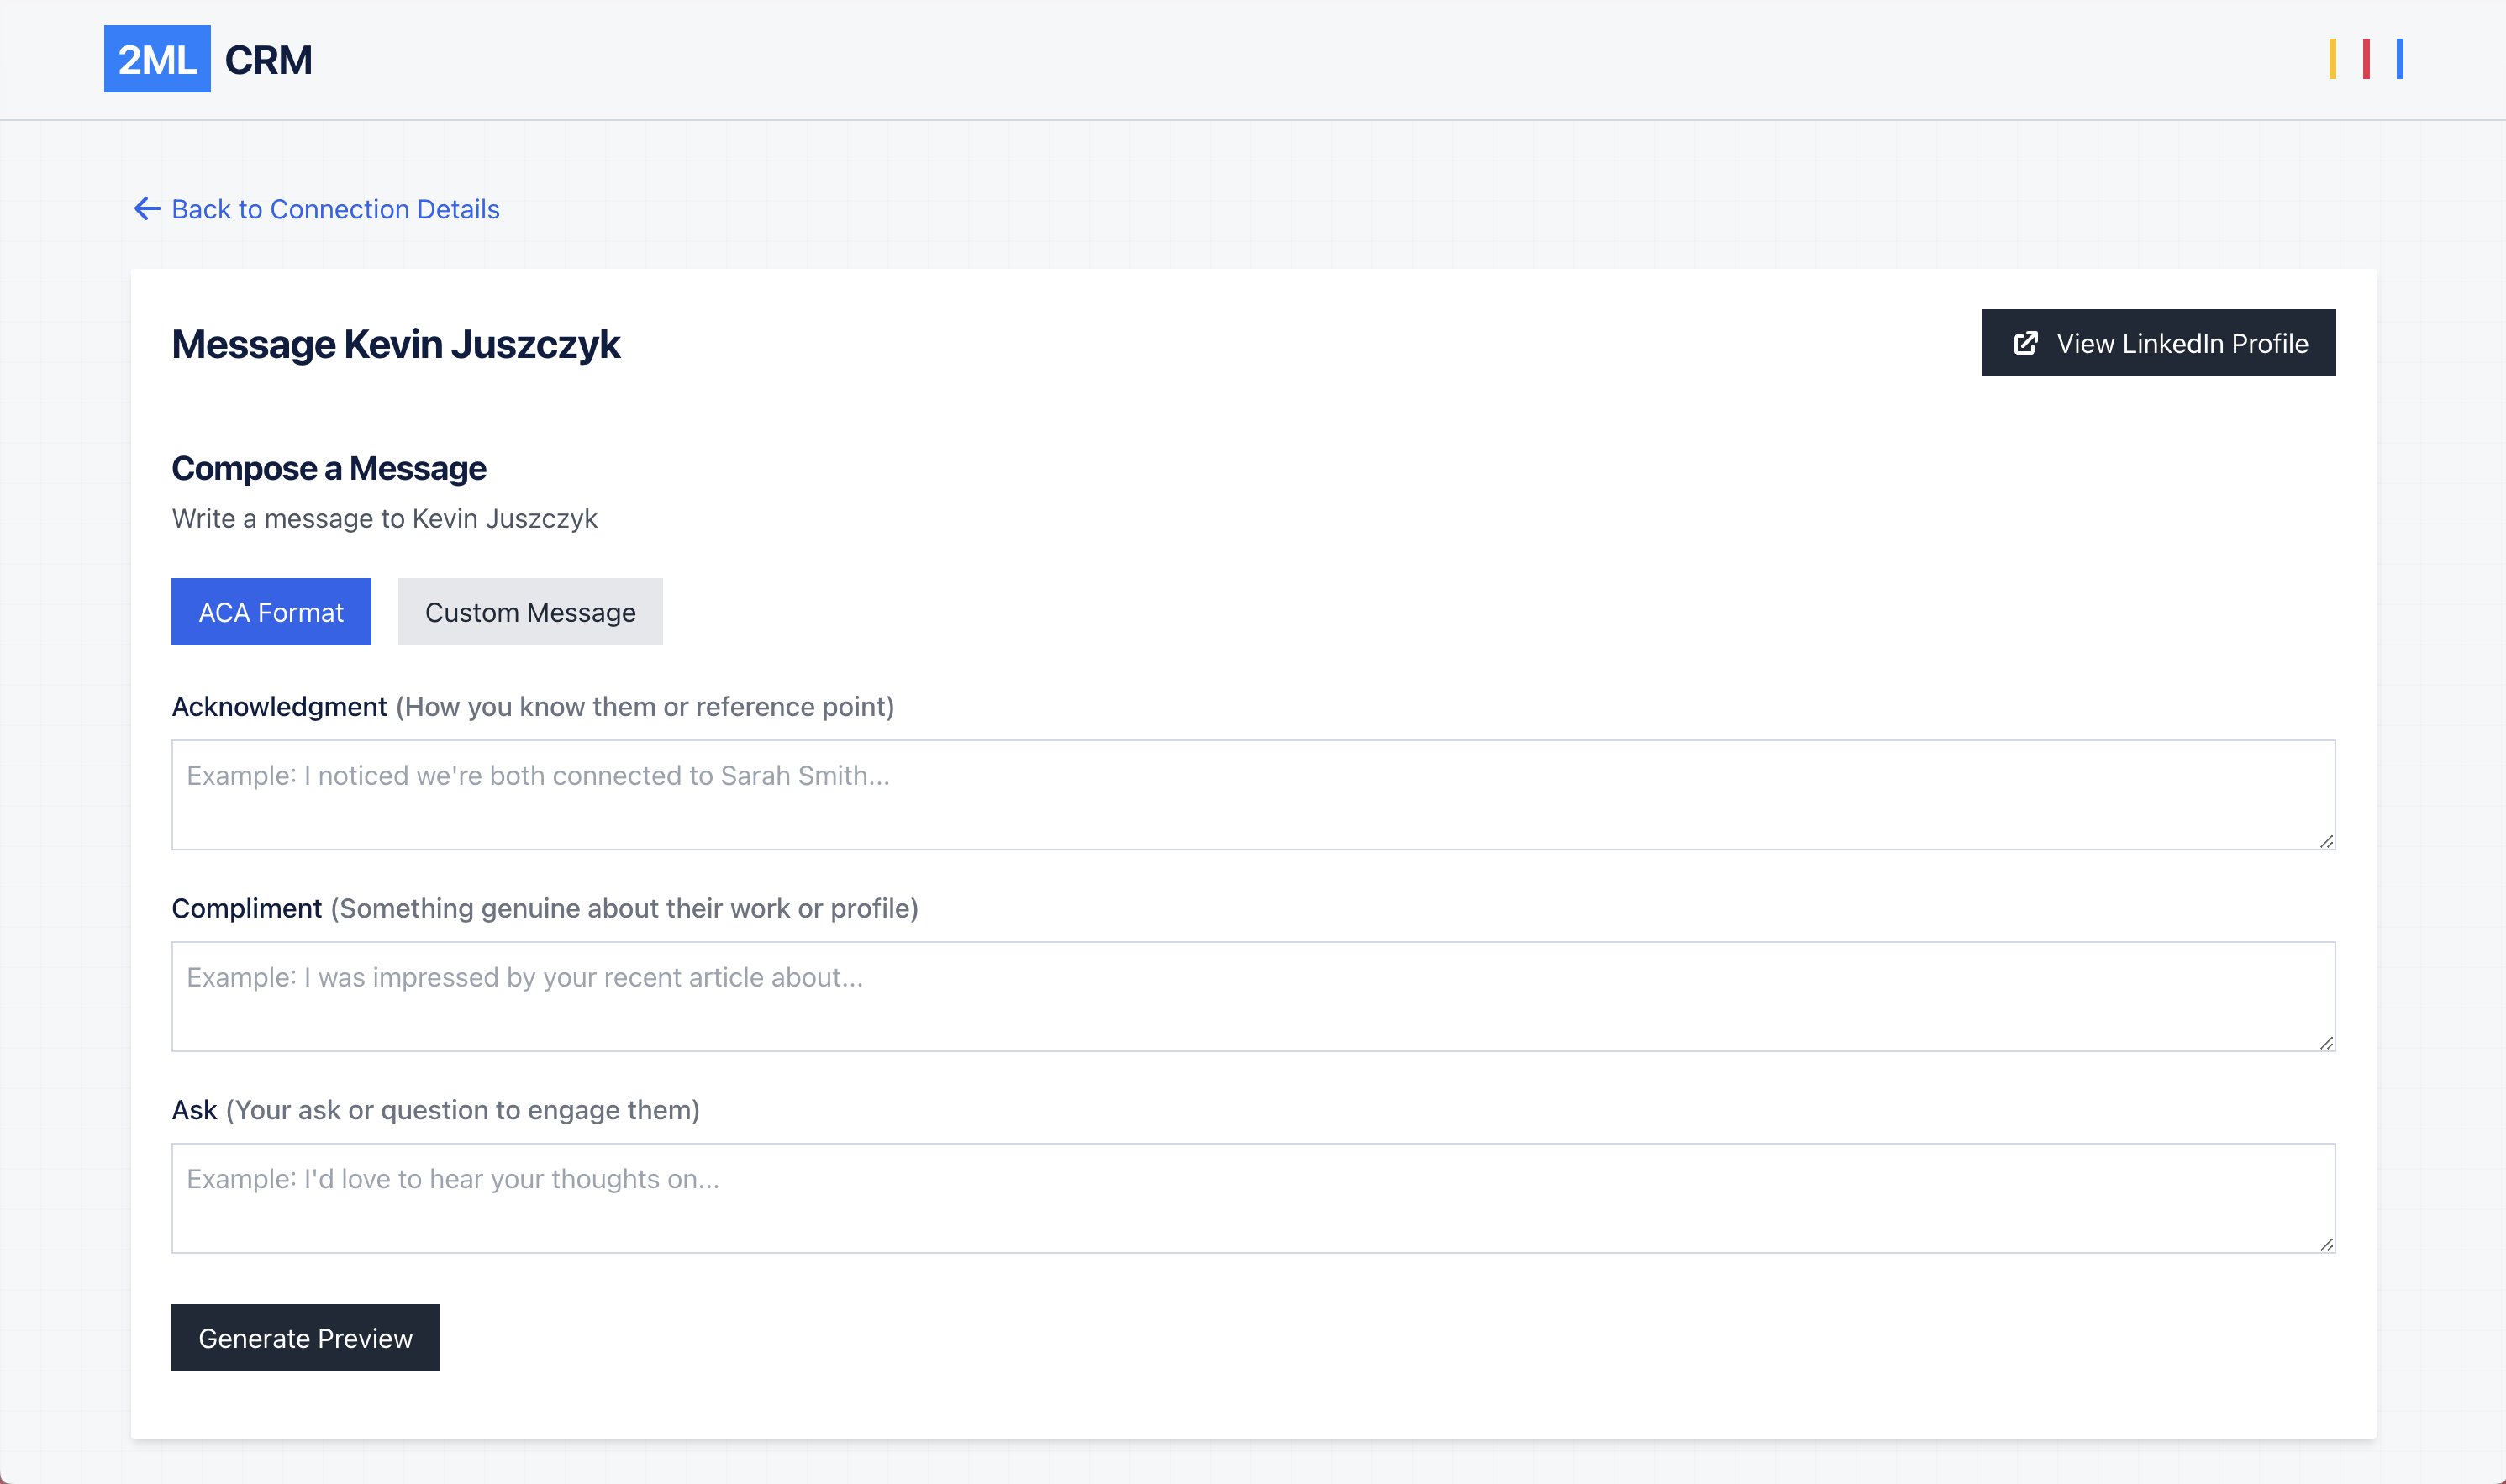 2ML CRM
Back to Connection Details
Message Kevin Juszczyk
View LinkedIn Profile
Compose a Message
Write a message to Kevin Juszczyk
ACA Format
Custom Message
Acknowledgment (How you know them or reference point)
Example: I noticed we're both connected to Sarah Smith...
Compliment (Something genuine about their work or profile)
Example: I was impressed by your recent article about...
Ask (Your ask or question to engage them)
Example: I'd love to hear your thoughts on...
Generate Preview